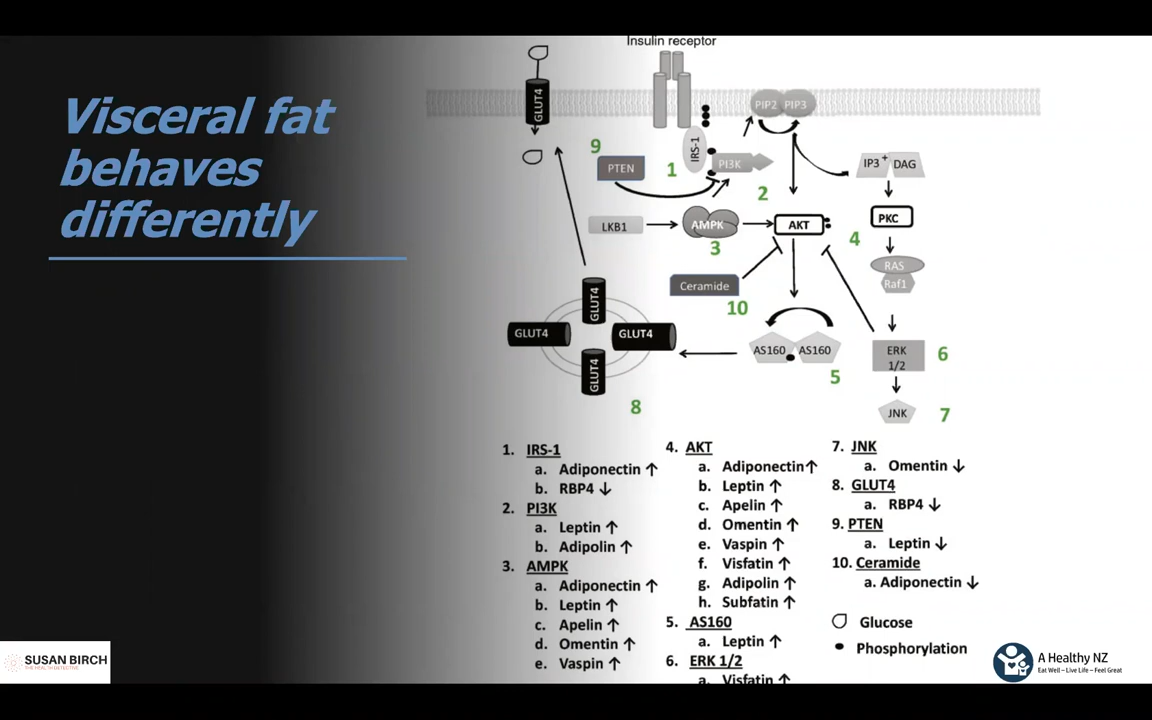 Visceral fat
behaves
differently
Insulin receptor
GLUT4
PIP2 PIP3
IRS-1
PI3K
9
PTEN
1
2
IP3+ DAG
LKB1
AMPK
3
AKT
4
PKC
RAS
Raf1
Ceramide
10
GLUT4
GLUT4
GLUT4
GLUT4
8
AS160 AS160
5
ERK
1/2
6
JNK
7
1. IRS-1
a. Adiponectin ↑
b. RBP4 ↓
2. PI3K
a. Leptin ↑
b. Adipolin ↑
3. AMPK
a. Adiponectin ↑
b. Leptin ↑
c. Apelin ↑
d. Omentin ↑
e. Vaspin ↑
4. AKT
a. Adiponectin↑
b. Leptin ↑
c. Apelin ↑
d. Omentin ↑
e. Vaspin ↑
f. Visfatin ↑
g. Adipolin ↑
h. Subfatin ↑
5. AS160
a. Leptin ↑
6. ERK 1/2
a. Visfatin ↑
7. JNK
a. Omentin ↓
8. GLUT4
a. RBP4 ↓
9. PTEN
a. Leptin ↓
10. Ceramide
a. Adiponectin ↓
Glucose
Phosphorylation
SUSAN BIRCH
THE HEALTH DETECTIVE
A Healthy NZ
Eat Well – Live Life – Feel Great